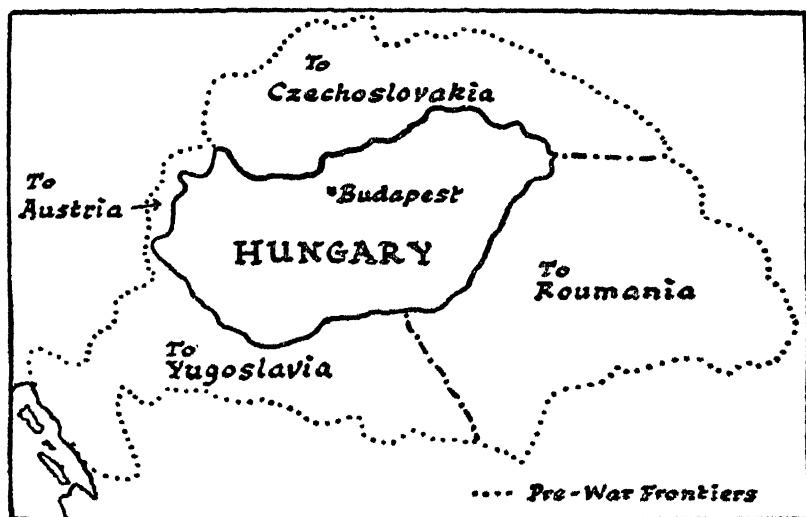 To
Czechoslovakia
To
Austria
Budapest
HUNGARY
To
Roumania
To
Yugoslavia
Pre-War Frontiers